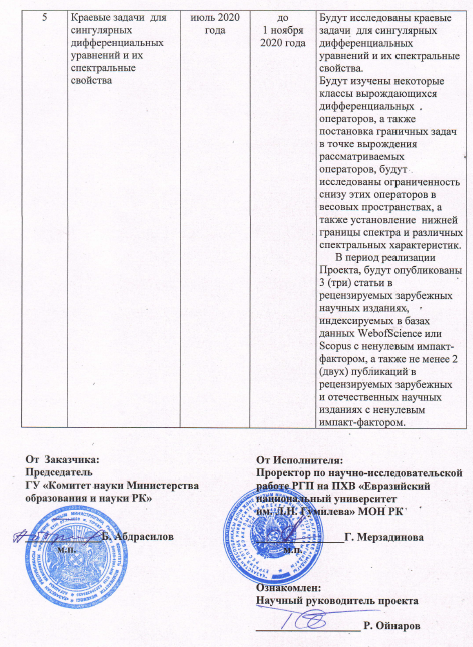 5
Краевые задачи для
сингулярных
дифференциальных
уравнений и их
спектральные
свойства
июль 2020
года
до
1 ноября
2020 года
Будут исследованы краевые
задачи для сингулярных
дифференциальных
уравнений и их спектральные
свойства.
Будут изучены некоторые
классы вырождающихся
дифференциальных
операторов, а также
постановка граничных задач
в точке вырождения
рассматриваемых
операторов, будут
исследованы ограниченность
снизу этих операторов в
весовых пространствах, а
также установление нижней
границы спектра и различных
спектральных характеристик.
В период реализации
Проекта, будут опубликованы
3 (три) статьи в
рецензируемых зарубежных
научных изданиях,
индексируемых в базах
данных WebofScience или
Scopus с ненулевым импакт-
фактором, а также не менее 2
(двух) публикаций в
рецензируемых зарубежных
и отечественных научных
изданиях с ненулевым
импакт-фактором.
От Заказчика:
Председатель
ГУ «Комитет науки Министерства
образования и науки РК»
Б. Абдрасилов
м.п.
От Исполнителя:
Проректор по научно-исследовательской
работе РГП на ПХВ «Евразийский
национальный университет
им. Л.Н. Гумилева» МОН РК
Г. Мерзадинова
м.п.
Ознакомлен:
Научный руководитель проекта
Р. Ойнаров